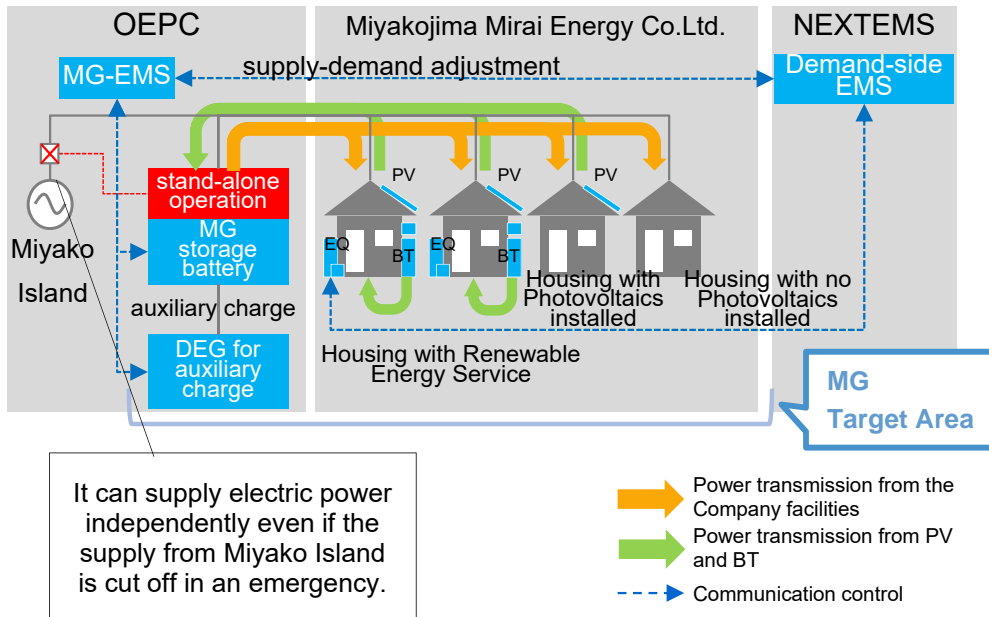 OEPC
Miyakojima Mirai Energy Co.Ltd.
NEXTEMS
MG-EMS
supply-demand adjustment
Demand-side
EMS
stand-alone
operation
MG
storage
battery
Miyako
Island
auxiliary charge
DEG for
auxiliary
charge
PV
PV
PV
EQ
BT
EQ
BT
Housing with
Photovoltaics
installed
Housing with no
Photovoltaics
installed
Housing with Renewable
Energy Service
MG
Target Area
It can supply electric power
independently even if the
supply from Miyako Island
is cut off in an emergency.
Power transmission from the
Company facilities
Power transmission from PV
and BT
Communication control